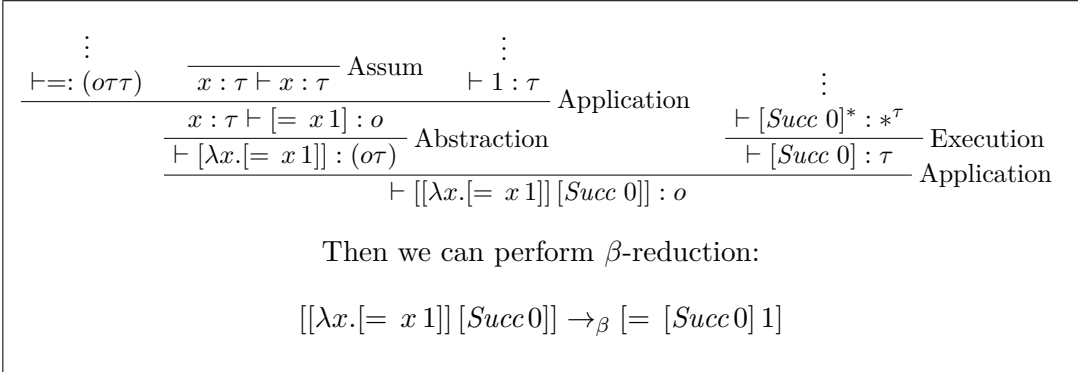 ⋮ ⋮
⊢=: (oττ) x : τ ⊢ x : τ Assum ⊢ 1 : τ ⋮
Application
x : τ ⊢ [= x 1] : o Abstraction ⊢ [Succ 0]* : *^τ Execution
⊢ [λx.[= x 1]] : (oτ) ⊢ [Succ 0] : τ Application
⊢ [[λx.[= x 1]] [Succ 0]] : o
Then we can perform β-reduction:
[[λx.[= x 1]] [Succ 0]] →_β [= [Succ 0] 1]